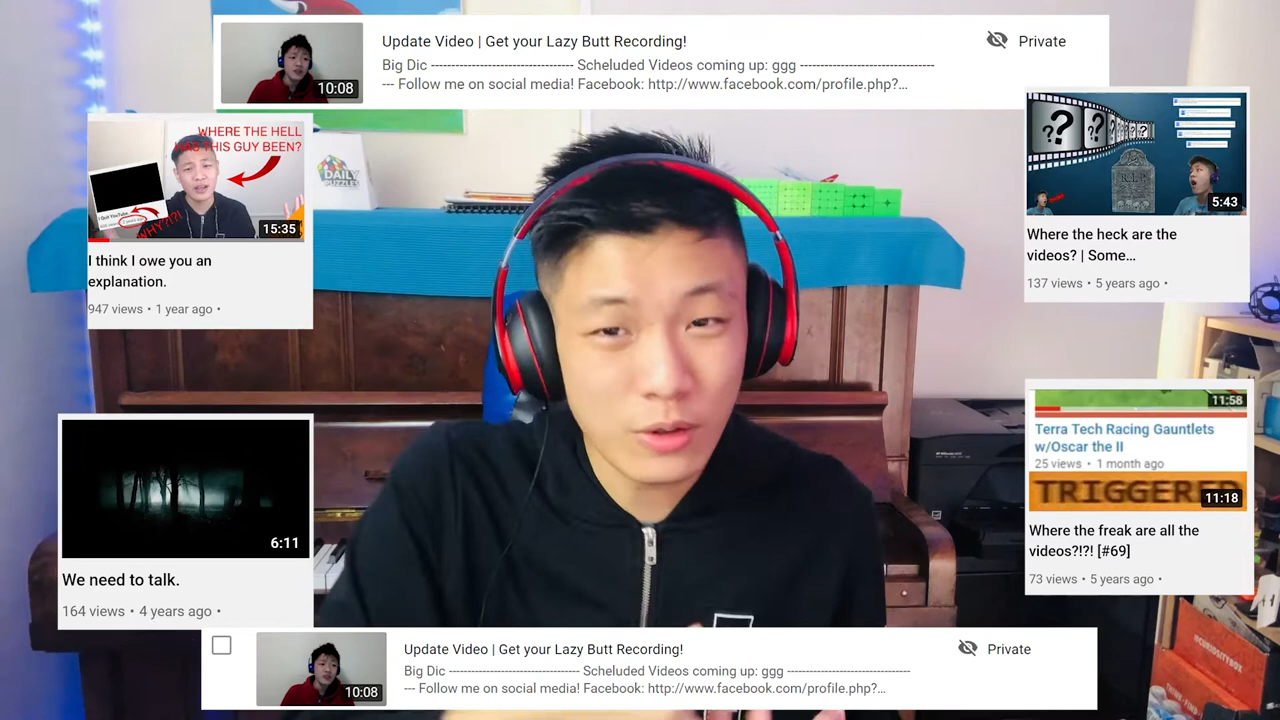 Update Video | Get your Lazy Butt Recording!
Private
Big Dic --------------------------------- Scheluded Videos coming up: ggg -------------------------------
--- Follow me on social media! Facebook: http://www.facebook.com/profile.php?...
10:08
WHERE THE HELL
HAS THIS GUY BEEN?
I Quit YouTube
WHY?!?!
15:35
I think I owe you an
explanation.
947 views • 1 year ago •
DAILY
PUZZLES
??
R.I.P
5:43
Where the heck are the
videos? | Some...
137 views • 5 years ago •
6:11
We need to talk.
164 views • 4 years ago •
11:58
Terra Tech Racing Gauntlets
w/Oscar the II
25 views • 1 month ago
TRIGGERED
11:18
Where the freak are all the
videos?!?! [#69]
73 views • 5 years ago •
#CURIOSITYBOX
Update Video | Get your Lazy Butt Recording!
Private
Big Dic --------------------------------- Scheluded Videos coming up: ggg -------------------------------
--- Follow me on social media! Facebook: http://www.facebook.com/profile.php?...
10:08